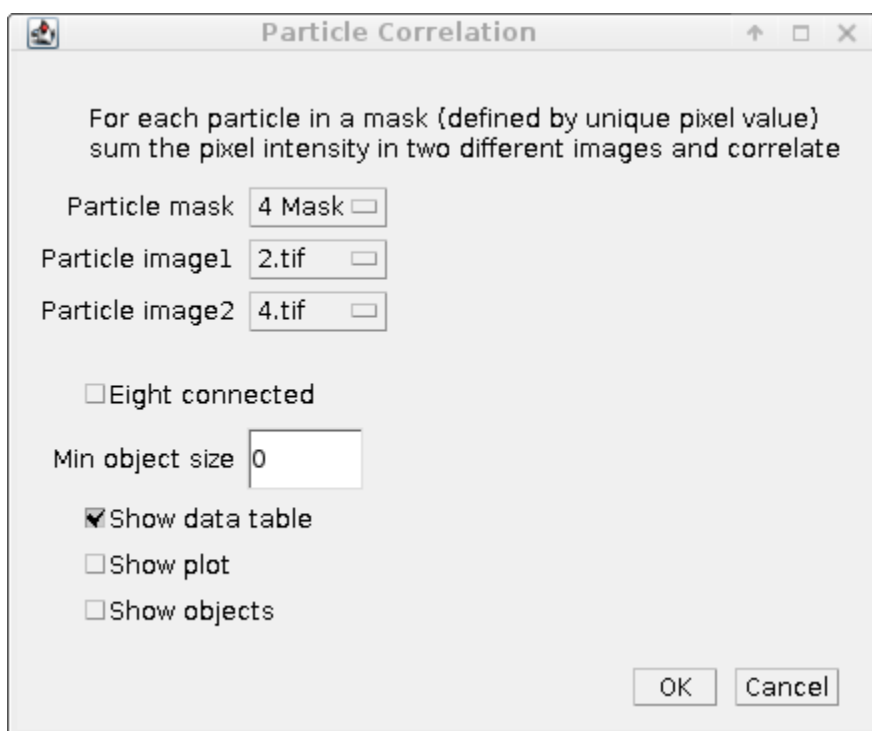 Particle Correlation
For each particle in a mask (defined by unique pixel value)
sum the pixel intensity in two different images and correlate
Particle mask 4 Mask
Particle image1 2.tif
Particle image2 4.tif
Eight connected
Min object size 0
Show data table
Show plot
Show objects
OK Cancel